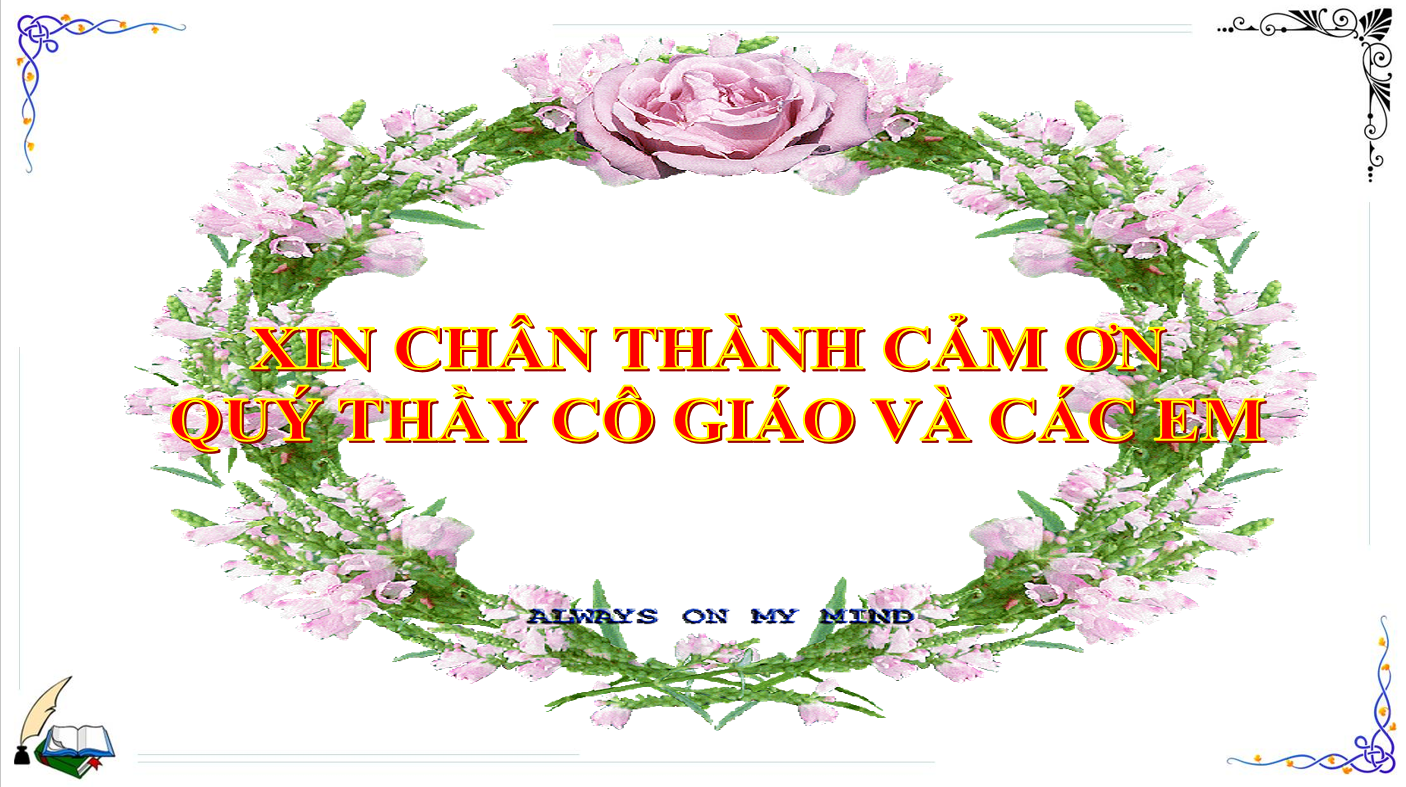 XIN CHÂN THÀNH CẢM ƠN
QUÝ THẦY CÔ GIÁO VÀ CÁC EM
ALWAYS ON MY MIND